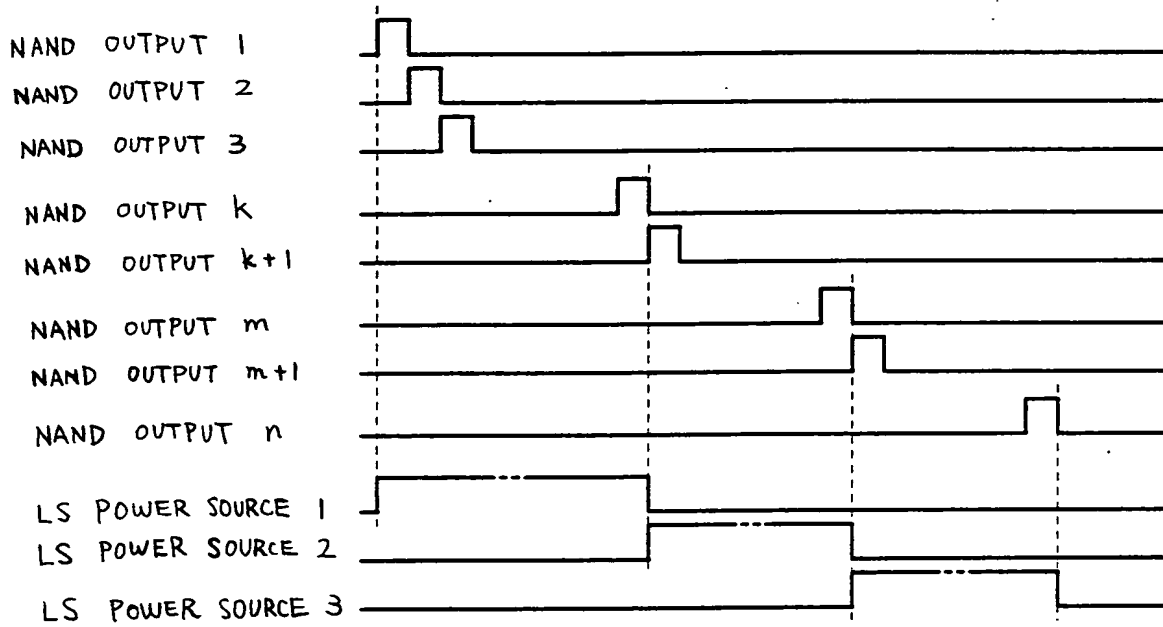 NAND OUTPUT 1
NAND OUTPUT 2
NAND OUTPUT 3
NAND OUTPUT k
NAND OUTPUT k+1
NAND OUTPUT m
NAND OUTPUT m+1
NAND OUTPUT n
LS POWER SOURCE 1
LS POWER SOURCE 2
LS POWER SOURCE 3